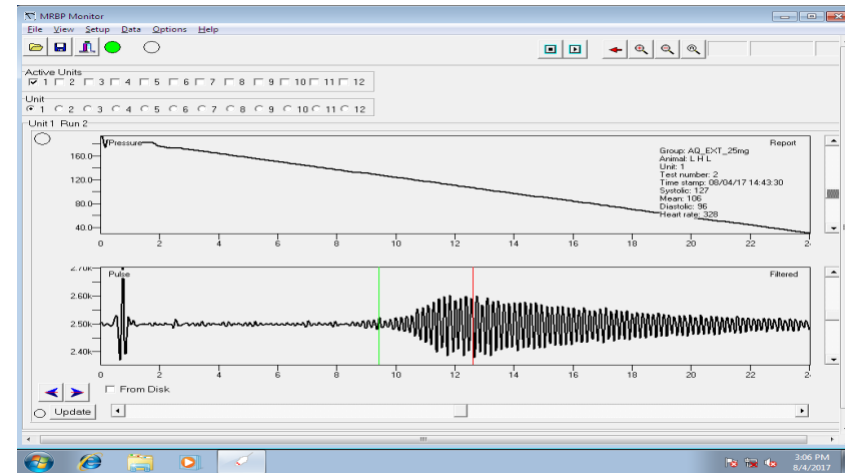 MRBP Monitor
File View Setup Data Options Help
Active Units
1 2 3 4 5 6 7 8 9 10 11 12
Unit
1 2 3 4 5 6 7 8 9 10 11 12
Unit 1 Run 2
Pressure
Report
Group: AQ_EXT_25mg
Animal: L H L
Unit: 1
Test number: 2
Time stamp: 08/04/17 14:43:30
Systolic: 127
Mean: 106
Diastolic: 96
Heart rate: 328
160.0
120.0
80.0
40.0
0 2 4 6 8 10 12 14 16 18 20 22 2
Pulse
Filtered
2.70k
2.60k
2.50k
2.40k
0 2 4 6 8 10 12 14 16 18 20 22 2
From Disk
Update
3:06 PM
8/4/2017